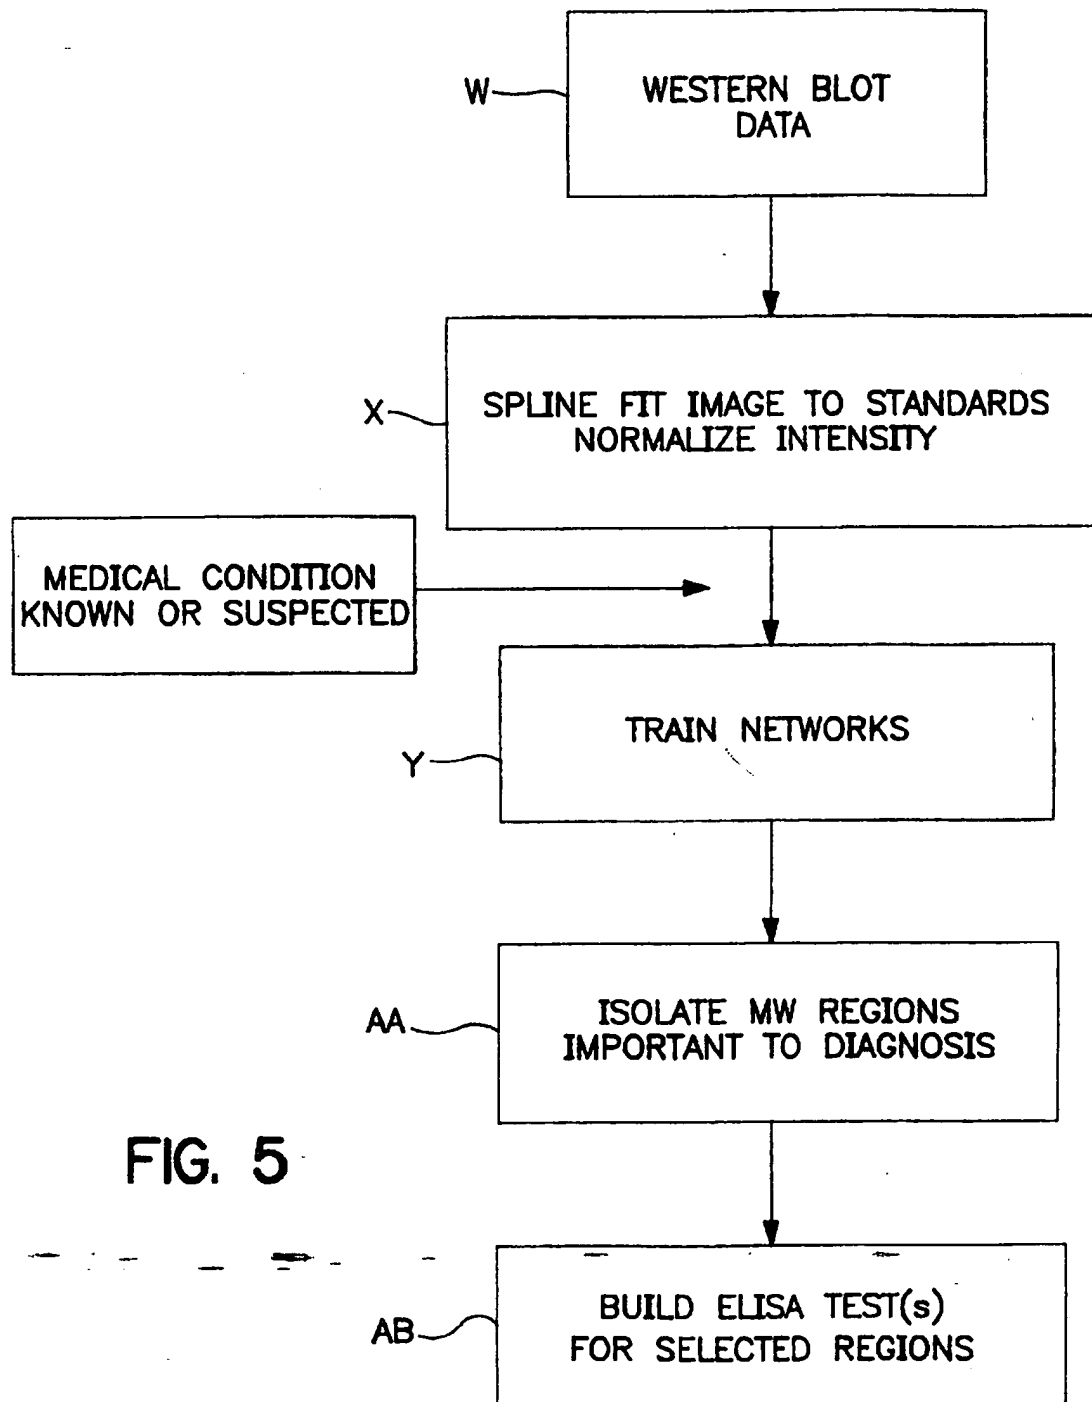 W
WESTERN BLOT
DATA
X
SPLINE FIT IMAGE TO STANDARDS
NORMALIZE INTENSITY
MEDICAL CONDITION
KNOWN OR SUSPECTED
TRAIN NETWORKS
Y
AA
ISOLATE MW REGIONS
IMPORTANT TO DIAGNOSIS
FIG. 5
AB
BUILD ELISA TEST(s)
FOR SELECTED REGIONS